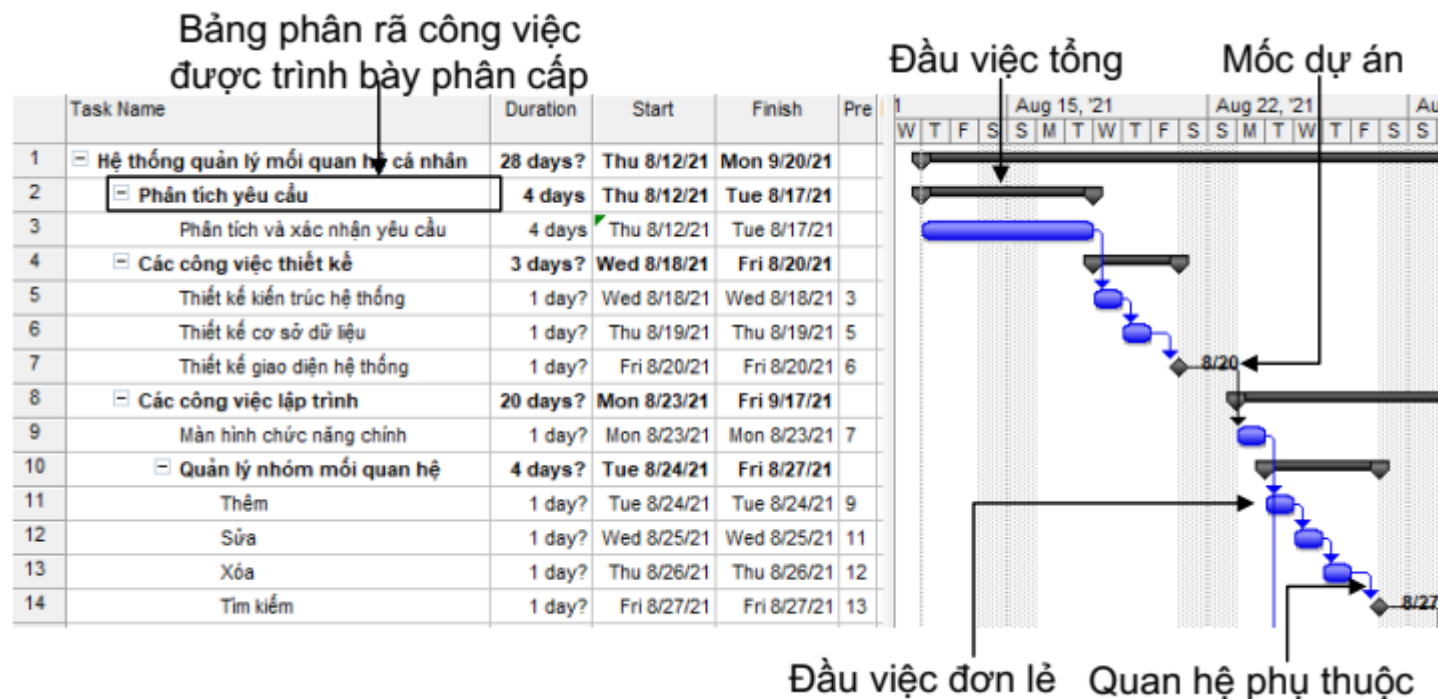 Bảng phân rã công việc
được trình bày phân cấp
Đầu việc tổng Mốc dự án
Task Name Duration Start Finish Pre
1 Aug 15, '21 Aug 22, '21 Au
W T F S S M T W T F S S M T W T F S S
1 Hệ thống quản lý mối quan hệ cá nhân 28 days? Thu 8/12/21 Mon 9/20/21
2 Phân tích yêu cầu 4 days Thu 8/12/21 Tue 8/17/21
3 Phân tích và xác nhận yêu cầu 4 days Thu 8/12/21 Tue 8/17/21
4 Các công việc thiết kế 3 days? Wed 8/18/21 Fri 8/20/21
5 Thiết kế kiến trúc hệ thống 1 day? Wed 8/18/21 Wed 8/18/21 3
6 Thiết kế cơ sở dữ liệu 1 day? Thu 8/19/21 Thu 8/19/21 5
7 Thiết kế giao diện hệ thống 1 day? Fri 8/20/21 Fri 8/20/21 6 8/20
8 Các công việc lập trình 20 days? Mon 8/23/21 Fri 9/17/21
9 Màn hình chức năng chính 1 day? Mon 8/23/21 Mon 8/23/21 7
10 Quản lý nhóm mối quan hệ 4 days? Tue 8/24/21 Fri 8/27/21
11 Thêm 1 day? Tue 8/24/21 Tue 8/24/21 9
12 Sửa 1 day? Wed 8/25/21 Wed 8/25/21 11
13 Xóa 1 day? Thu 8/26/21 Thu 8/26/21 12
14 Tìm kiếm 1 day? Fri 8/27/21 Fri 8/27/21 13 8/27
Đầu việc đơn lẻ Quan hệ phụ thuộc